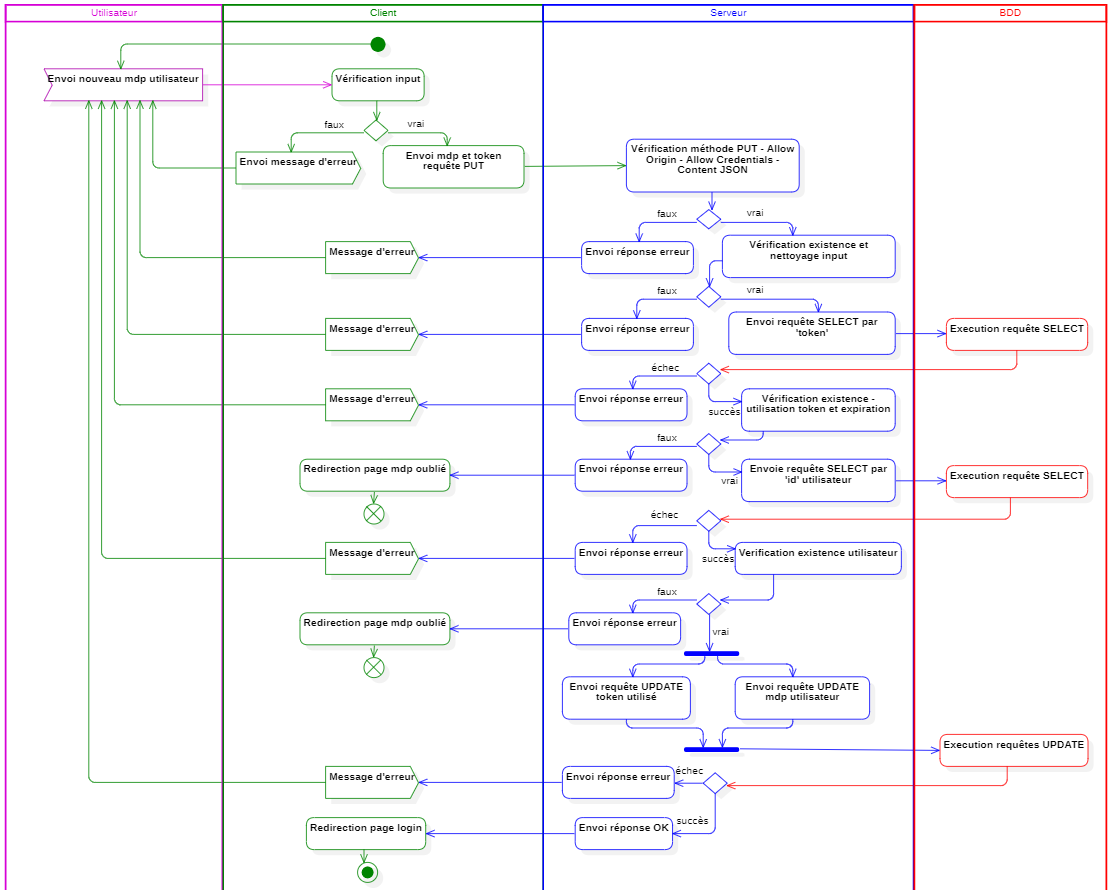 Utilisateur
Client
Serveur
BDD
Envoi nouveau mdp utilisateur
Vérification input
faux
vrai
Envoi message d'erreur
Envoi mdp et token
requête PUT
Vérification méthode PUT - Allow
Origin - Allow Credentials -
Content JSON
faux
vrai
Message d'erreur
Envoi réponse erreur
Vérification existence et
nettoyage input
faux
vrai
Message d'erreur
Envoi réponse erreur
Envoi requête SELECT par
'token'
Execution requête SELECT
échec
succès
Message d'erreur
Envoi réponse erreur
Vérification existence -
utilisation token et expiration
faux
vrai
Redirection page mdp oublié
Envoi réponse erreur
Envoie requête SELECT par
'id' utilisateur
Execution requête SELECT
échec
succès
Message d'erreur
Envoi réponse erreur
Verification existence utilisateur
faux
vrai
Redirection page mdp oublié
Envoi réponse erreur
Envoi requête UPDATE
token utilisé
Envoi requête UPDATE
mdp utilisateur
Execution requêtes UPDATE
échec
succès
Message d'erreur
Envoi réponse erreur
Redirection page login
Envoi réponse OK